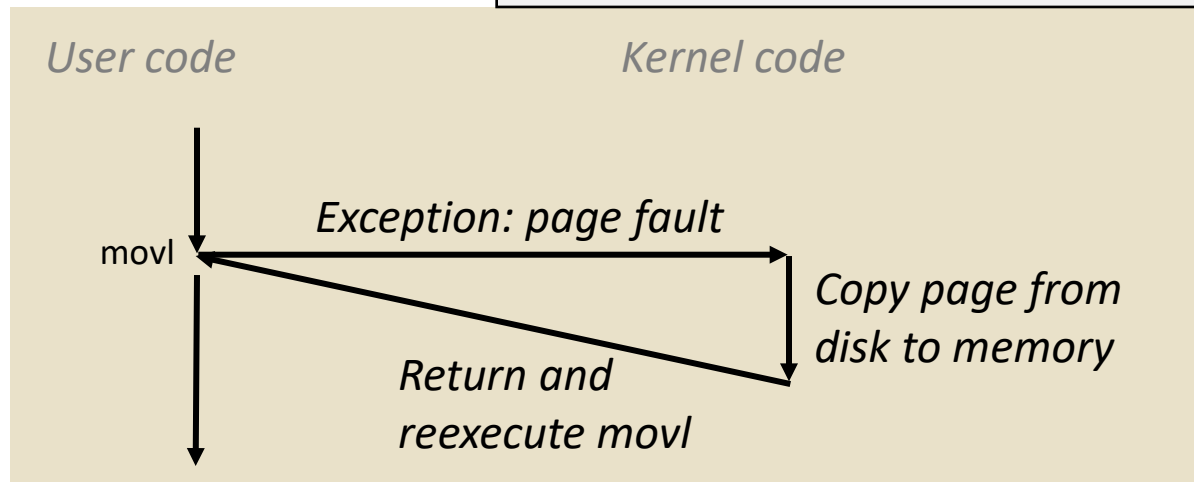 User code
Kernel code
Exception: page fault
movl
Copy page from
disk to memory
Return and
reexecute movl